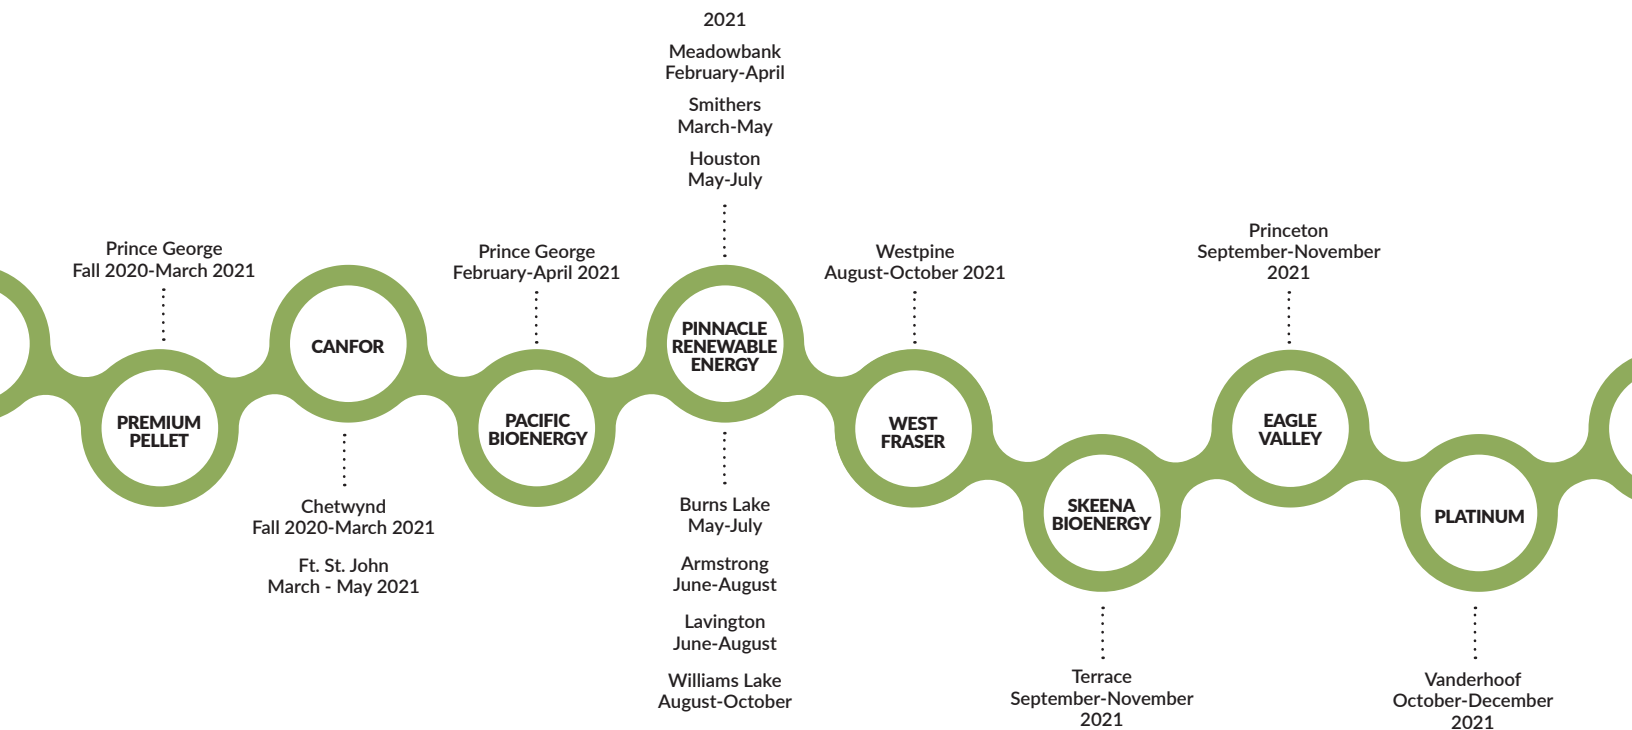 Prince George
Fall 2020-March 2021
PREMIUM
PELLET
CANFOR
Chetwynd
Fall 2020-March 2021
Ft. St. John
March - May 2021
Prince George
February-April 2021
PACIFIC
BIOENERGY
2021
Meadowbank
February-April
Smithers
March-May
Houston
May-July
PINNACLE
RENEWABLE
ENERGY
Burns Lake
May-July
Armstrong
June-August
Lavington
June-August
Williams Lake
August-October
Westpine
August-October 2021
WEST
FRASER
SKEENA
BIOENERGY
Terrace
September-November
2021
Princeton
September-November
2021
EAGLE
VALLEY
PLATINUM
Vanderhoof
October-December
2021